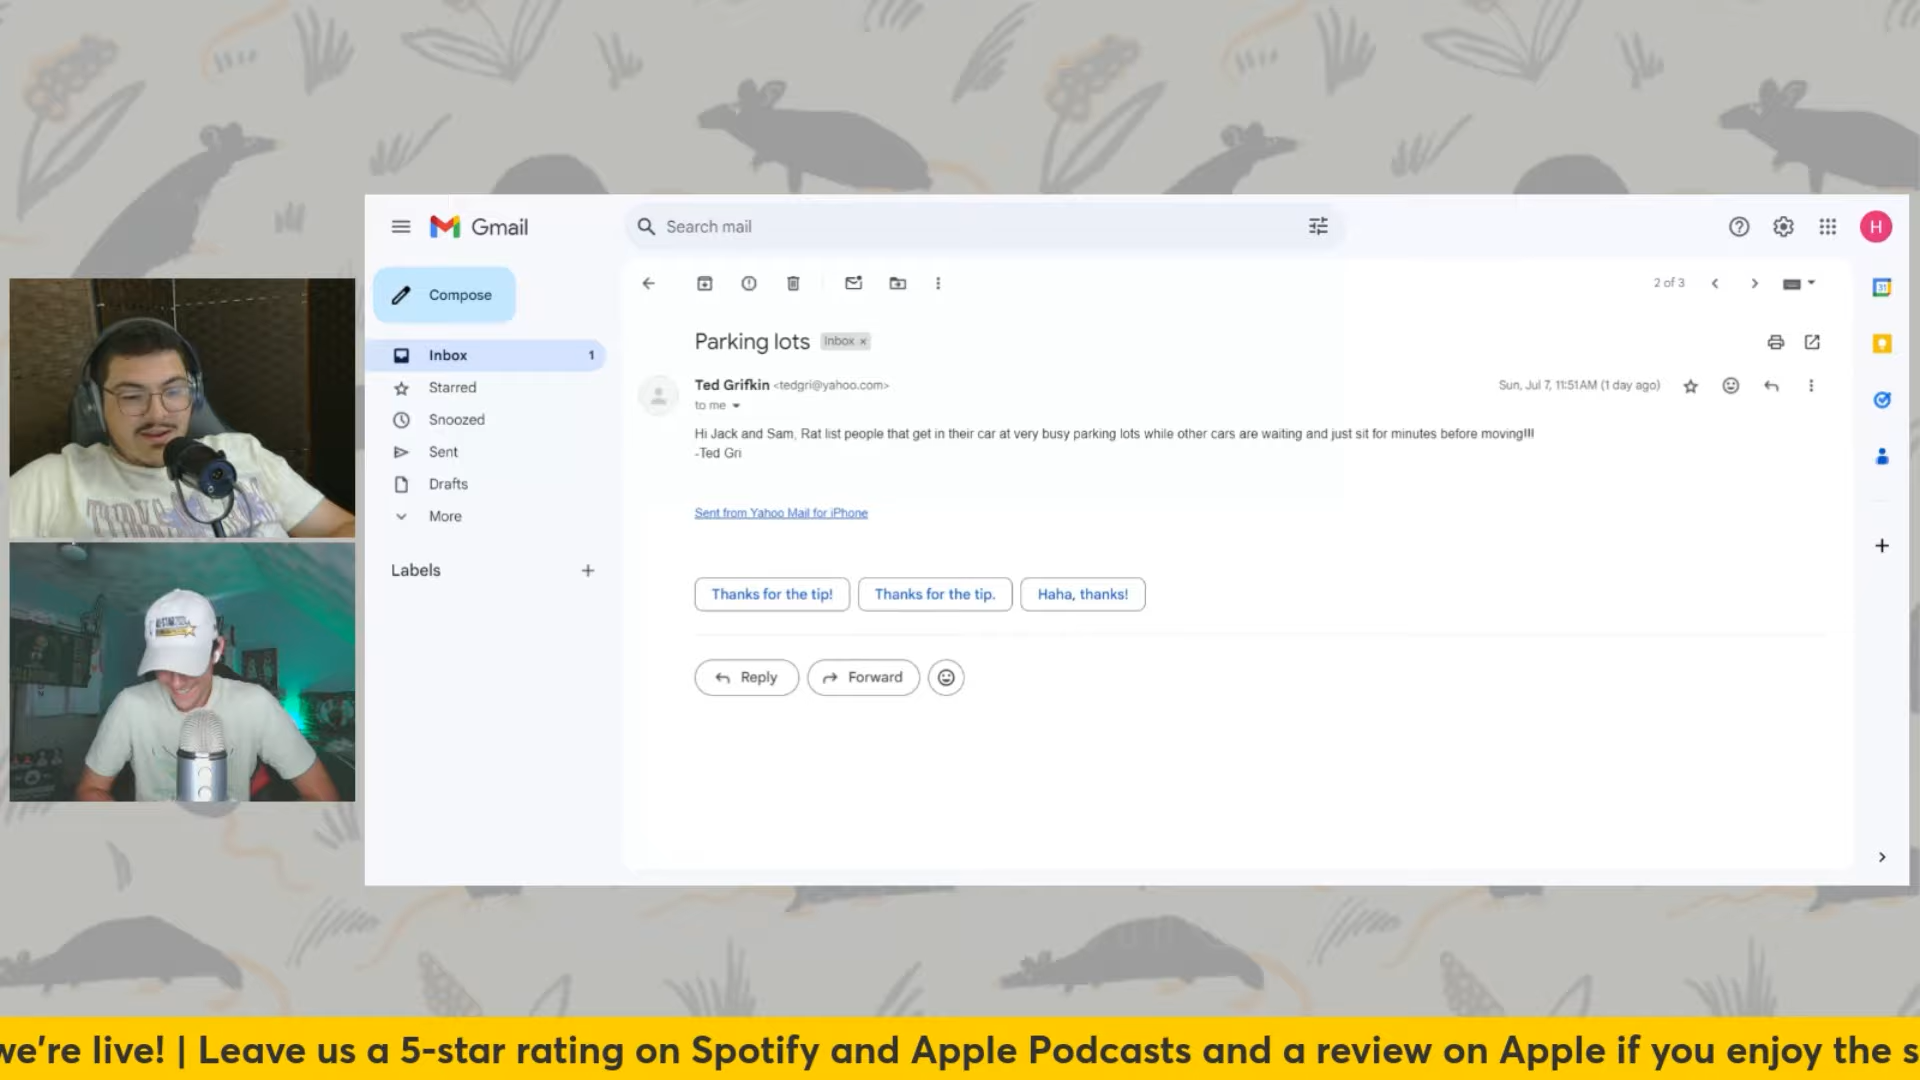 Gmail
Search mail
H
Compose
2 of 3
31
Parking lots Inbox ×
Inbox 1
Ted Grifkin <tedgri@yahoo.com> Sun, Jul 7, 11:51 AM (1 day ago)
Starred
to me
Snoozed
Hi Jack and Sam, Rat list people that get in their car at very busy parking lots while other cars are waiting and just sit for minutes before moving!!!
-Ted Gri
Sent
Drafts
Sent from Yahoo Mail for iPhone
More
Labels
Thanks for the tip! Thanks for the tip. Haha, thanks!
Reply Forward
we're live! | Leave us a 5-star rating on Spotify and Apple Podcasts and a review on Apple if you enjoy the s